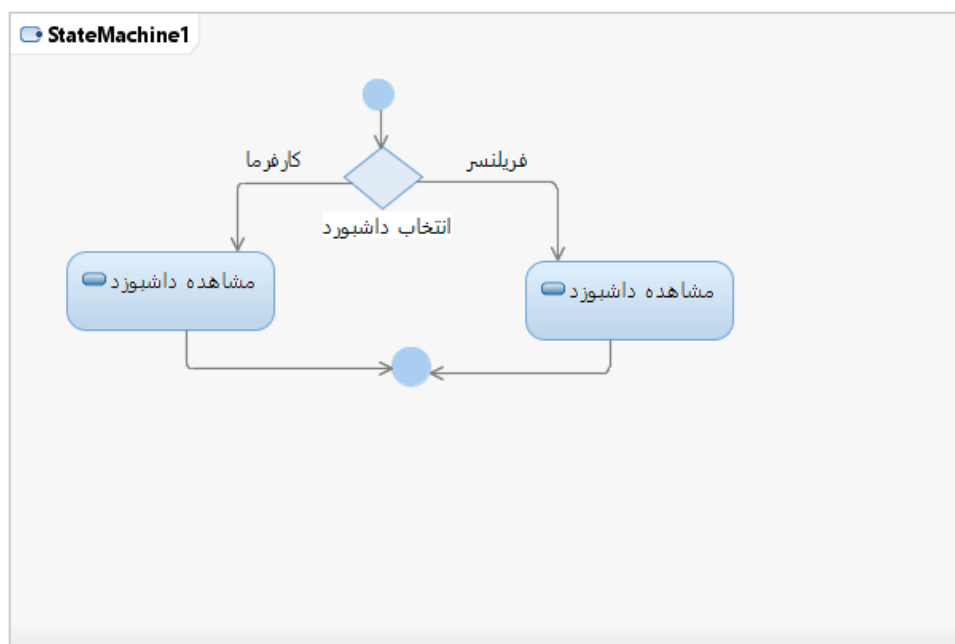 StateMachine1
فریلنسر
کارفرما
انتخاب داشبورد
مشاهده داشبوزد
مشاهده داشبوزد